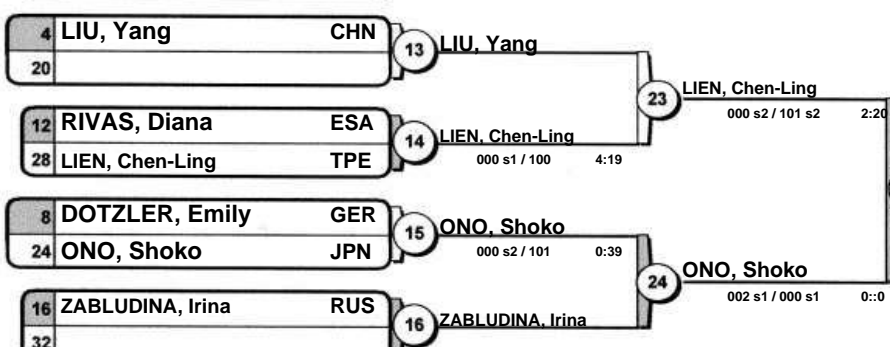 4 LIU, Yang CHN
20
13 LIU, Yang
12 RIVAS, Diana ESA
28 LIEN, Chen-Ling TPE
14 LIEN, Chen-Ling
000 s1 / 100 4:19
23 LIEN, Chen-Ling
000 s2 / 101 s2 2:20
8 DOTZLER, Emily GER
24 ONO, Shoko JPN
15 ONO, Shoko
000 s2 / 101 0:39
16 ZABLUDINA, Irina RUS
32
16 ZABLUDINA, Irina
24 ONO, Shoko
002 s1 / 000 s1 0::0